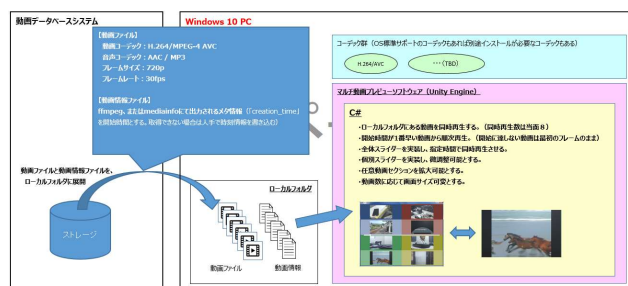 動画データベースシステム
Windows 10 PC
【動画ファイル】
動画コーデック:H.264/MPEG-4 AVC
音声コーデック:AAC / MP3
フレームサイズ:720p
フレームレート:30fps
【動画情報ファイル】
ffmpeg、またはmediainfoにて出力されるメタ情報(「creation_time」
を開始時間とする。取得できない場合は人手で時刻情報を書き込む)
コーデック群(OS標準サポートのコーデックもあれば別途インストールが必要なコーデックもある)
H.264/AVC
・・・(TBD)
マルチ動画プレビューソフトウェア(Unity Engine)
C#
・ローカルフォルダにある動画を同時再生する。(同時再生数は当面8)
・開始時間が1番早い動画から順次再生。(開始に達しない動画は最初のフレームのまま)
・全体スライダーを実装し、指定時間で同時再生させる。
・個別スライダーを実装し、微調整可能とする。
・任意動画セクションを拡大可能とする。
・動画数に応じて画面サイズ可変とする。
動画ファイルと動画情報ファイルを、
ローカルフォルダに展開
ストレージ
ローカルフォルダ
動画ファイル
動画情報